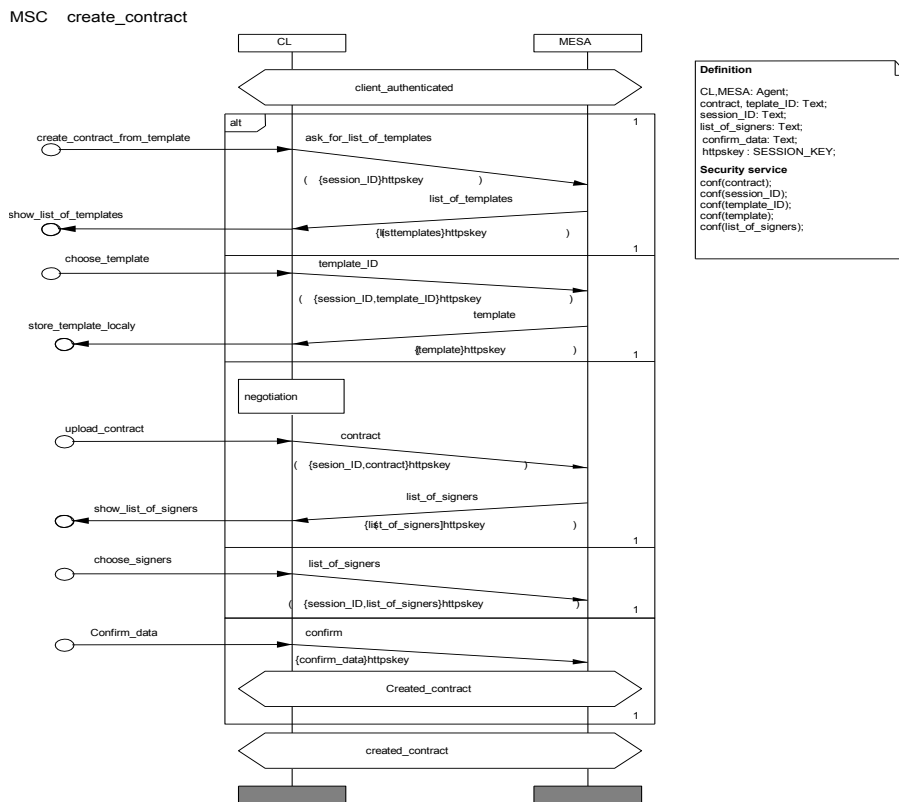 MSC create_contract
CL
MESA
client_authenticated
alt
1
create_contract_from_template
ask_for_list_of_templates
( {session_ID}httpskey )
list_of_templates
show_list_of_templates
{listtemplates}httpskey )
1
choose_template
template_ID
( {session_ID,template_ID}httpskey )
template
store_template_localy
{template}httpskey )
1
negotiation
upload_contract
contract
( {sesion_ID,contract}httpskey )
list_of_signers
show_list_of_signers
{list_of_signers]httpskey )
1
choose_signers
list_of_signers
( {session_ID,list_of_signers}httpskey )
1
Confirm_data
confirm
{confirm_data}httpskey
Created_contract
1
created_contract
Definition
CL,MESA: Agent;
contract, teplate_ID: Text;
session_ID: Text;
list_of_signers: Text;
confirm_data: Text;
httpskey : SESSION_KEY;
Security service
conf(contract);
conf(session_ID);
conf(template_ID);
conf(template);
conf(list_of_signers);